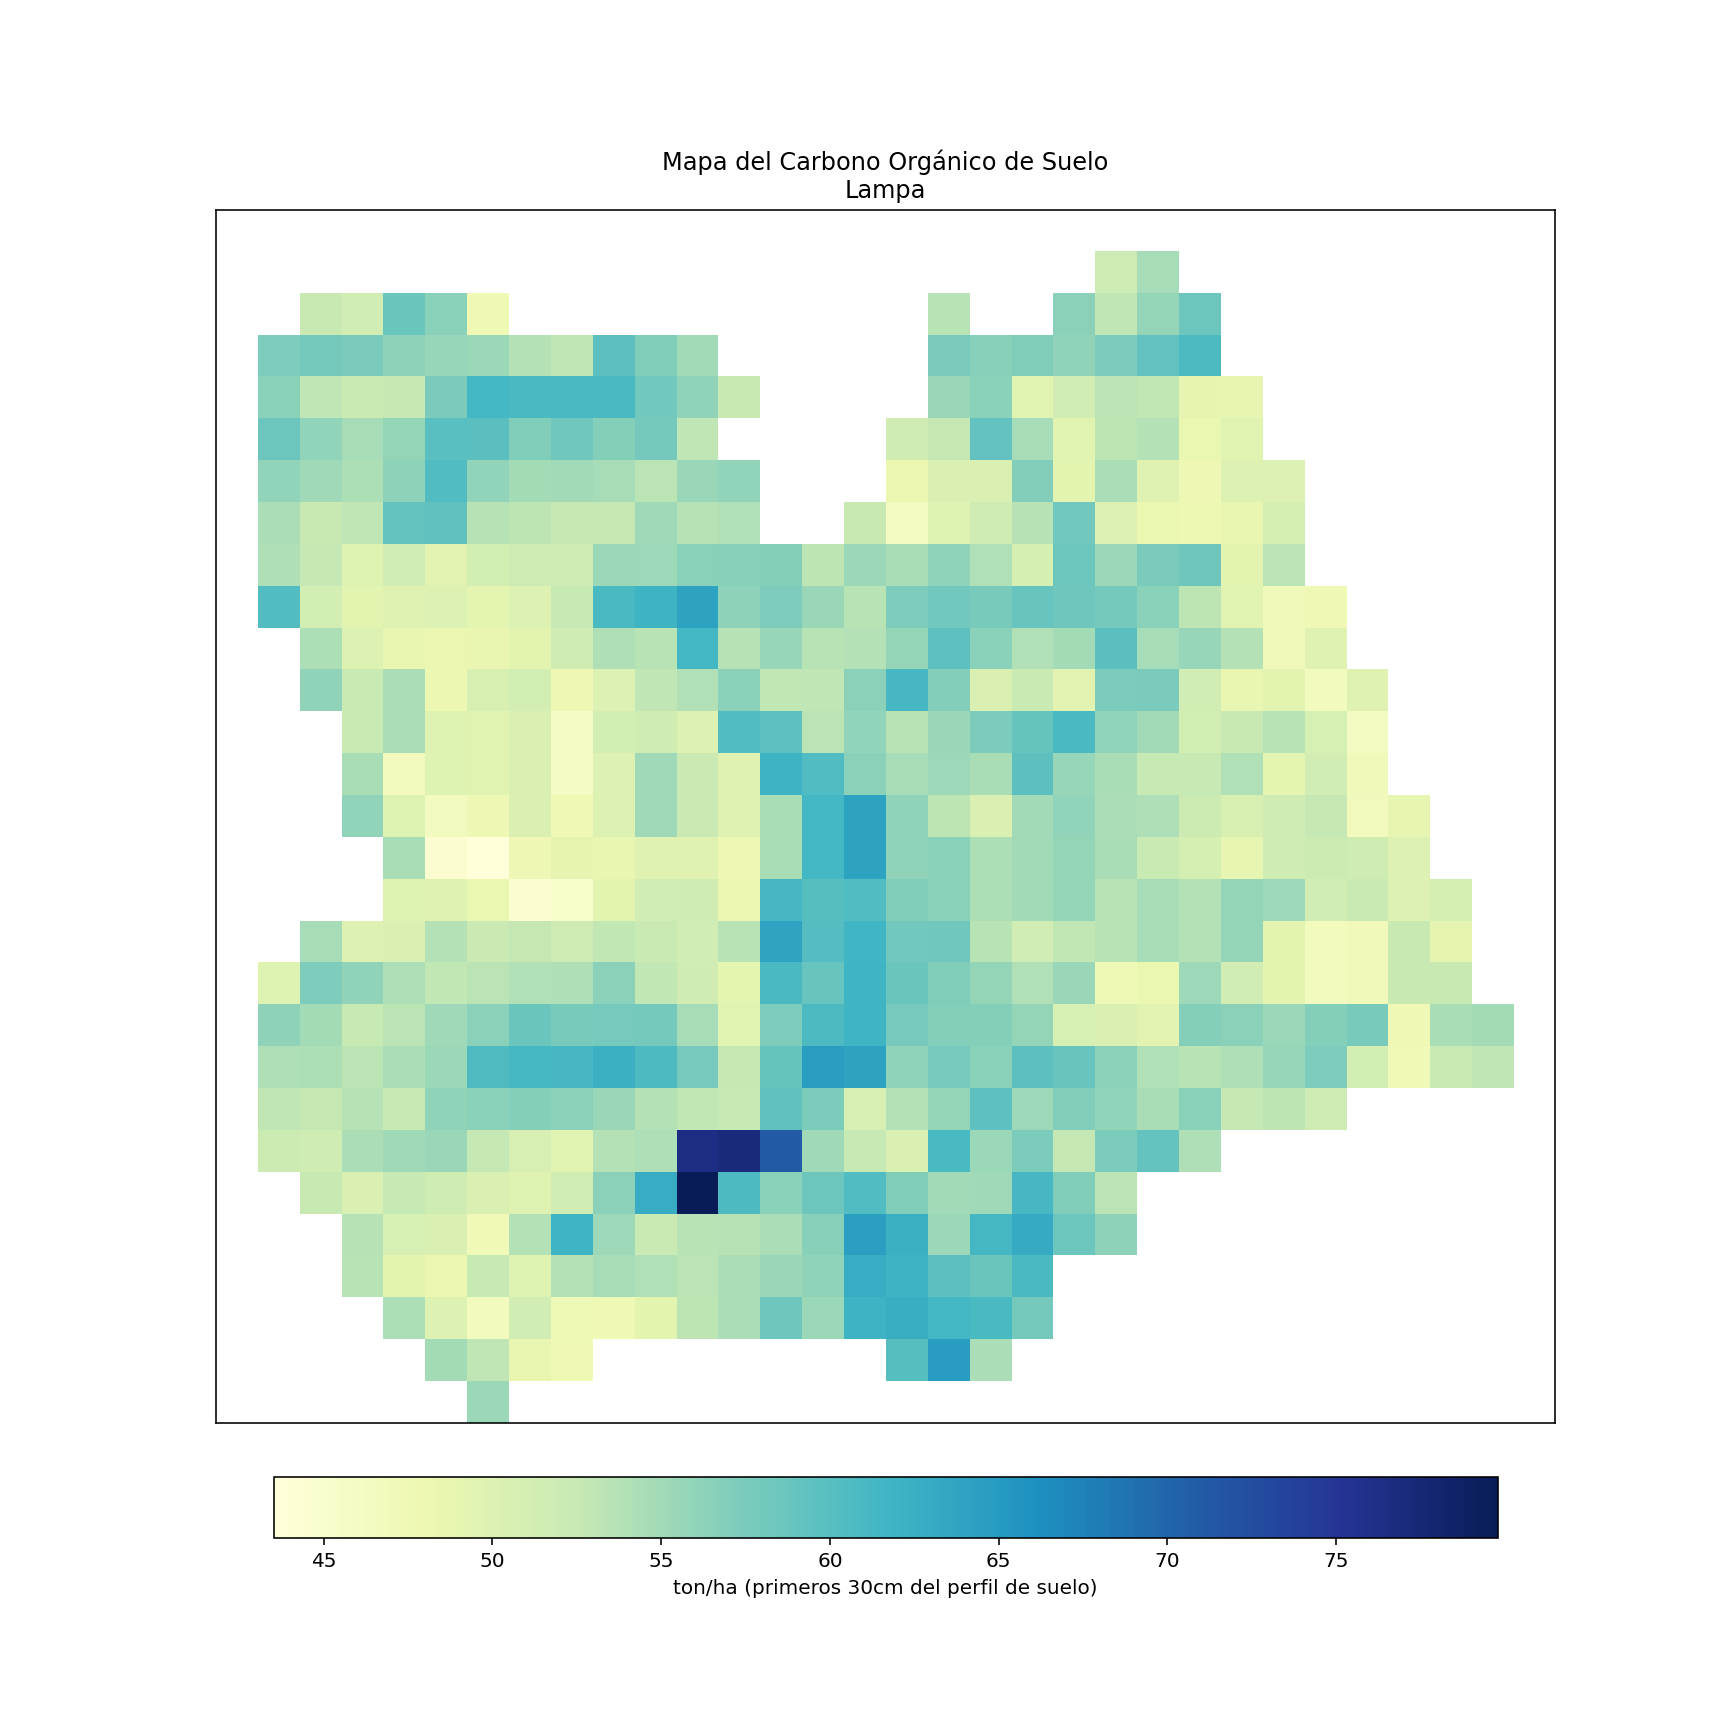 Mapa del Carbono Orgánico de Suelo
Lampa
45 50 55 60 65 70 75
ton/ha (primeros 30cm del perfil de suelo)